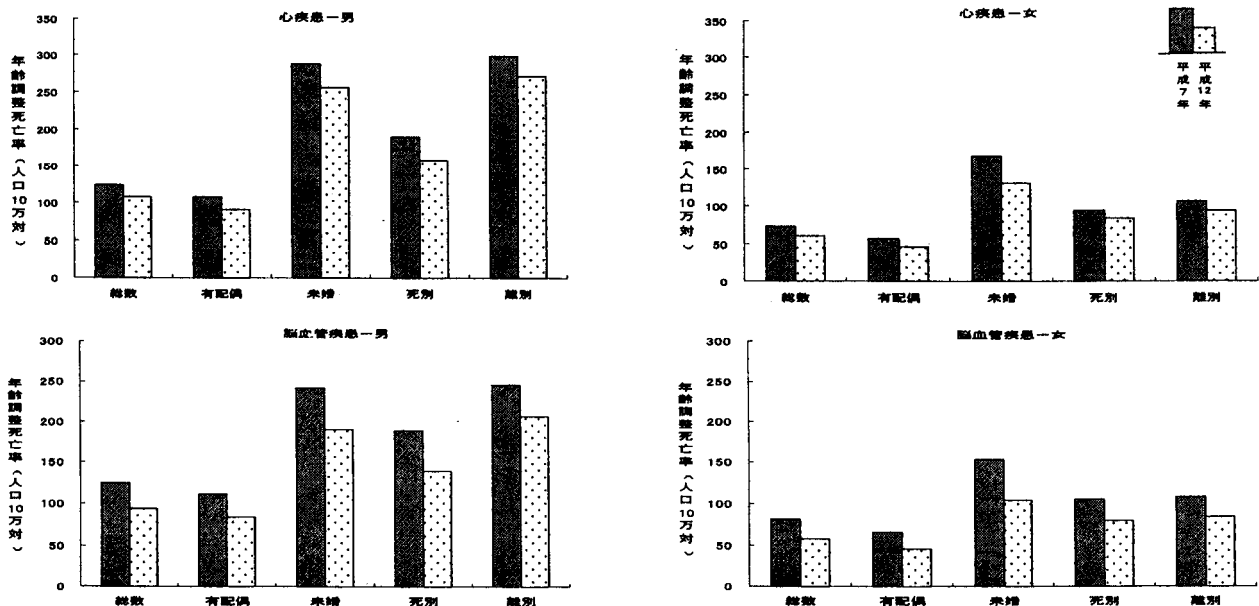 心疾患－男
年齢調整死亡率（人口10万対）
350
300
250
200
150
100
50
0
総数 有配偶 未婚 死別 離別
心疾患－女
年齢調整死亡率（人口10万対）
350
300
250
200
150
100
50
0
総数 有配偶 未婚 死別 離別
平成7年
平成12年
脳血管疾患－男
年齢調整死亡率（人口10万対）
300
250
200
150
100
50
0
総数 有配偶 未婚 死別 離別
脳血管疾患－女
年齢調整死亡率（人口10万対）
300
250
200
150
100
50
0
総数 有配偶 未婚 死別 離別